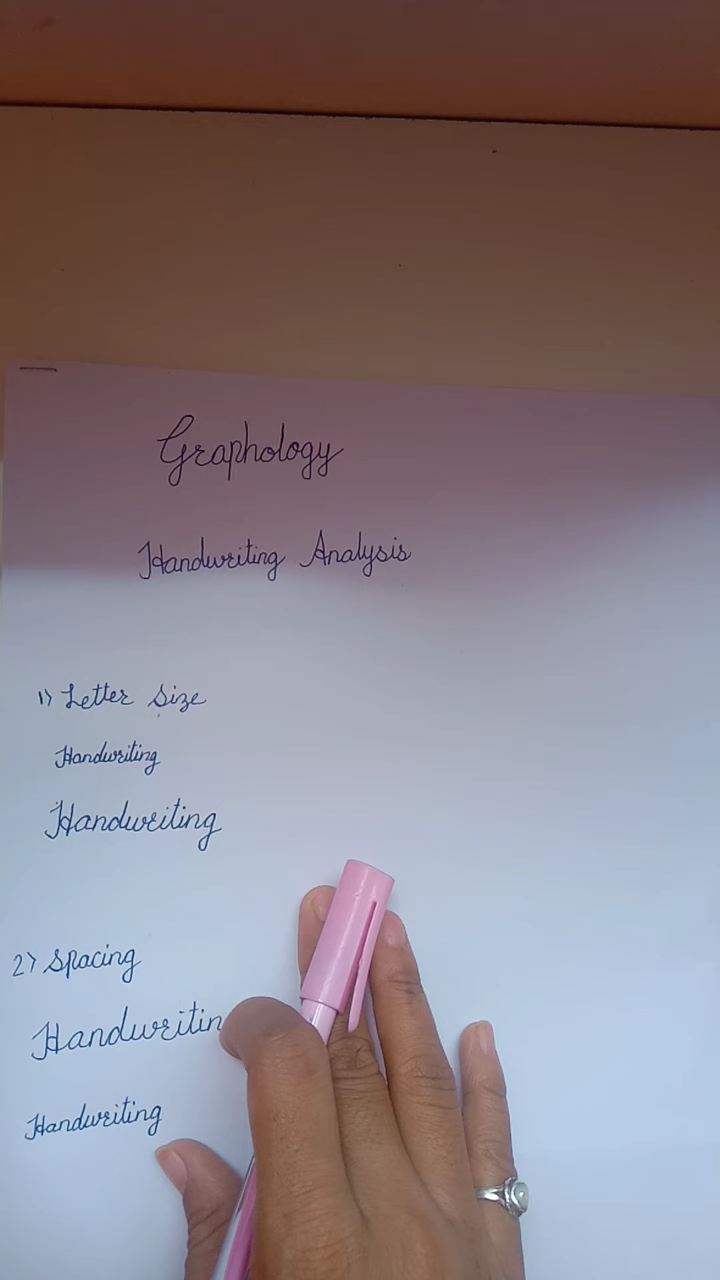 Graphology
Handwriting Analysis
1) Letter Size
Handwriting
Handwriting
2) Spacing
Handwritin
Handwriting